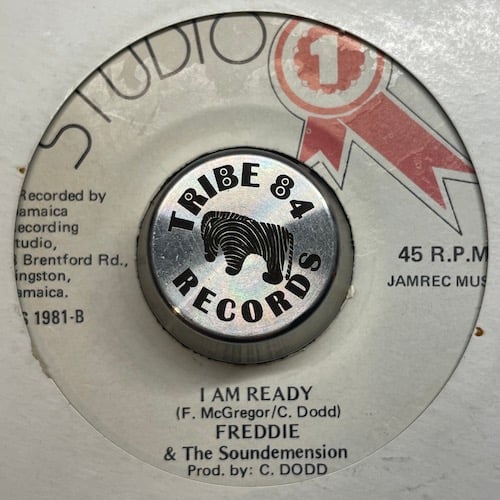 STUDIO
1
TRIBE 84
RECORDS
Recorded by
Jamaica
Recording
Studio,
Brentford Rd.,
Kingston,
Jamaica.
S 1981-B
45 R.P.M
JAMREC MUS
I AM READY
(F. McGregor/C. Dodd)
FREDDIE
& The Soundemension
Prod. by: C. DODD